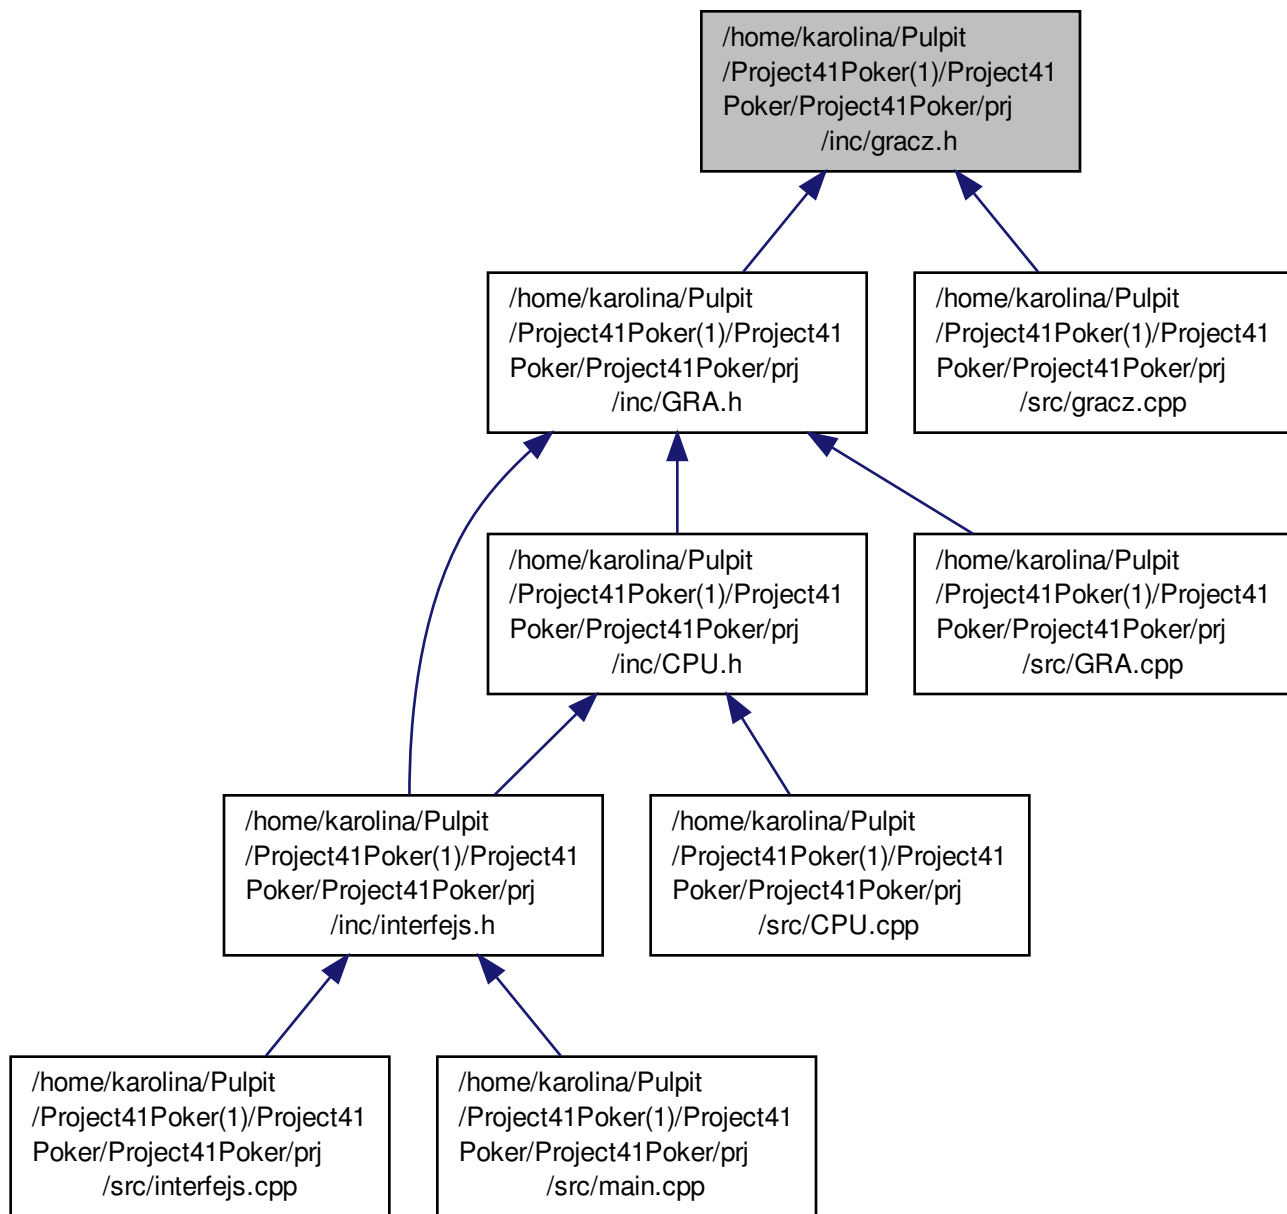 /home/karolina/Pulpit
/Project41Poker(1)/Project41
Poker/Project41Poker/prj
/inc/gracz.h
/home/karolina/Pulpit
/Project41Poker(1)/Project41
Poker/Project41Poker/prj
/inc/GRA.h
/home/karolina/Pulpit
/Project41Poker(1)/Project41
Poker/Project41Poker/prj
/src/gracz.cpp
/home/karolina/Pulpit
/Project41Poker(1)/Project41
Poker/Project41Poker/prj
/inc/CPU.h
/home/karolina/Pulpit
/Project41Poker(1)/Project41
Poker/Project41Poker/prj
/src/GRA.cpp
/home/karolina/Pulpit
/Project41Poker(1)/Project41
Poker/Project41Poker/prj
/inc/interfejs.h
/home/karolina/Pulpit
/Project41Poker(1)/Project41
Poker/Project41Poker/prj
/src/CPU.cpp
/home/karolina/Pulpit
/Project41Poker(1)/Project41
Poker/Project41Poker/prj
/src/interfejs.cpp
/home/karolina/Pulpit
/Project41Poker(1)/Project41
Poker/Project41Poker/prj
/src/main.cpp